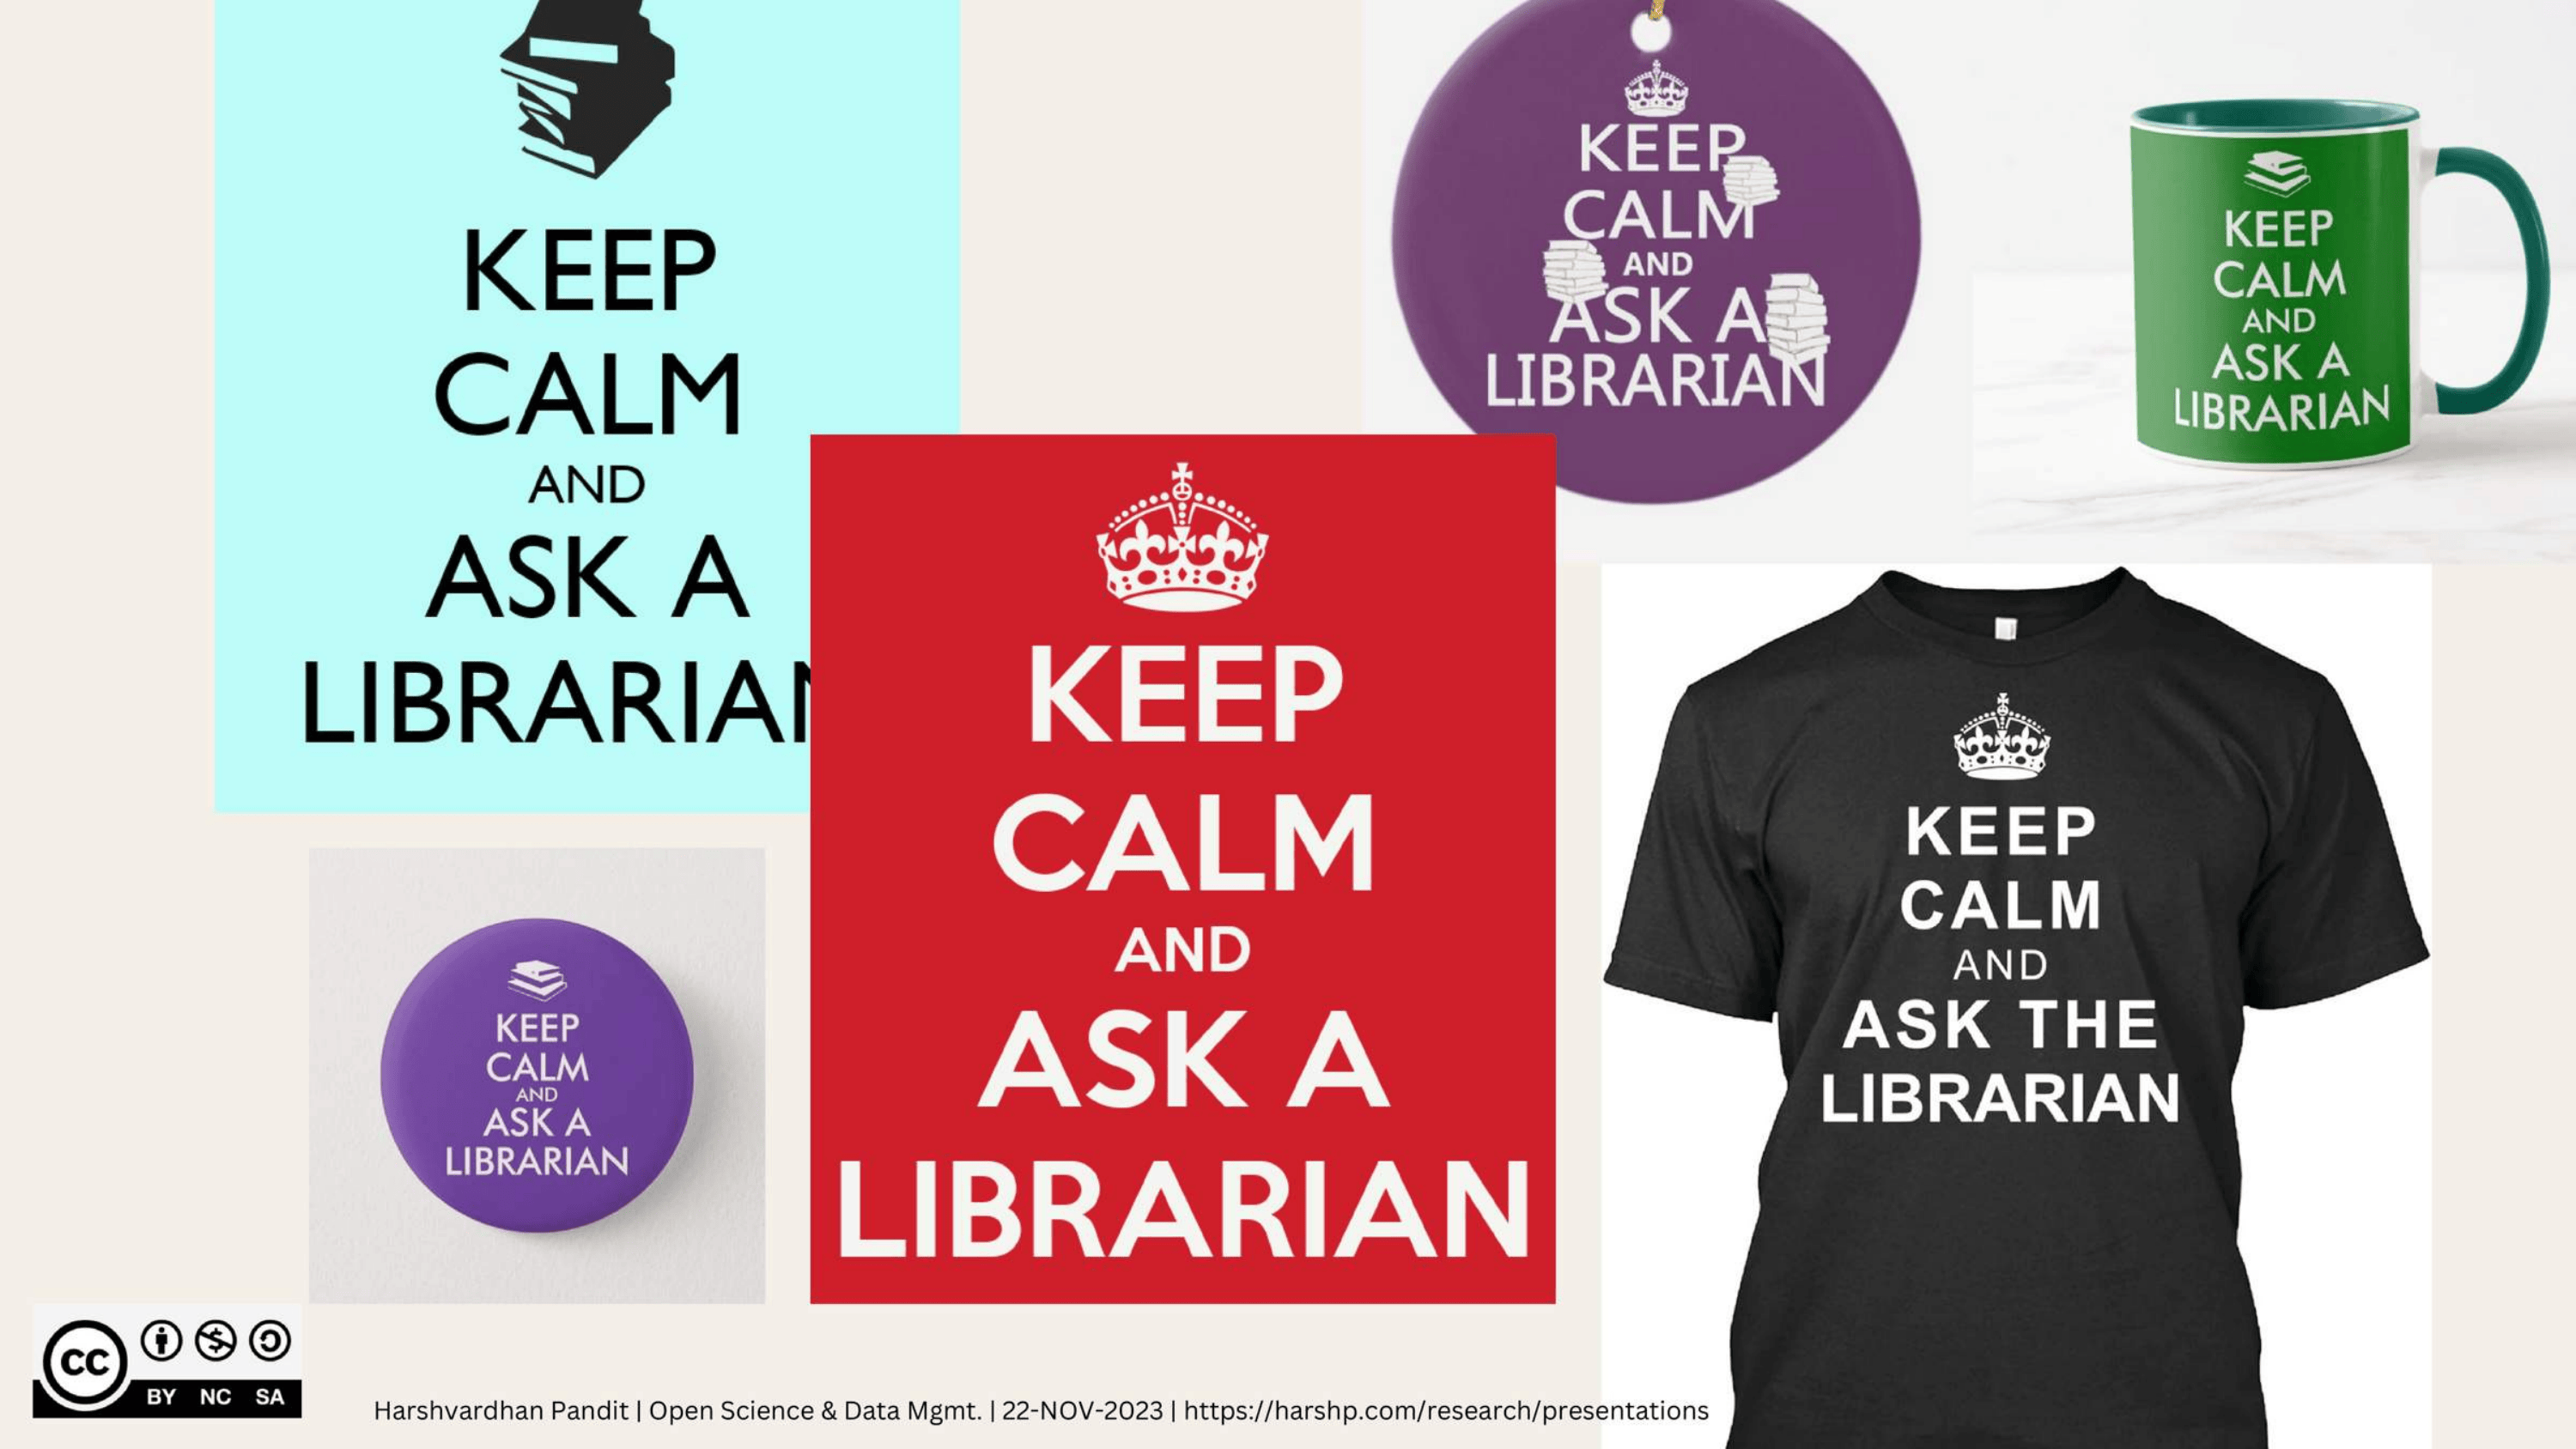 KEEP
CALM
AND
ASK A
LIBRARIAN
KEEP
CALM
AND
ASK A
LIBRARIAN
KEEP
CALM
AND
ASK A
LIBRARIAN
KEEP
CALM
AND
ASK A
LIBRARIAN
KEEP
CALM
AND
ASK THE
LIBRARIAN
KEEP
CALM
AND
ASK A
LIBRARIAN
cc
BY NC SA
Harshvardhan Pandit | Open Science & Data Mgmt. | 22-NOV-2023 | https://harshp.com/research/presentations